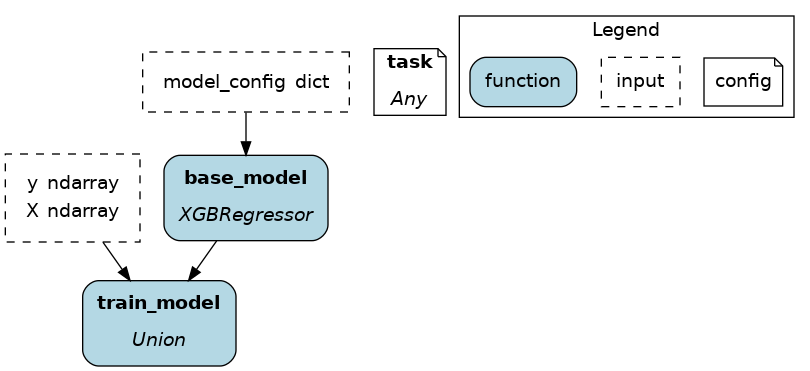 Legend
model_config dict
task
Any
function
input
config
y ndarray
X ndarray
base_model
XGBRegressor
train_model
Union